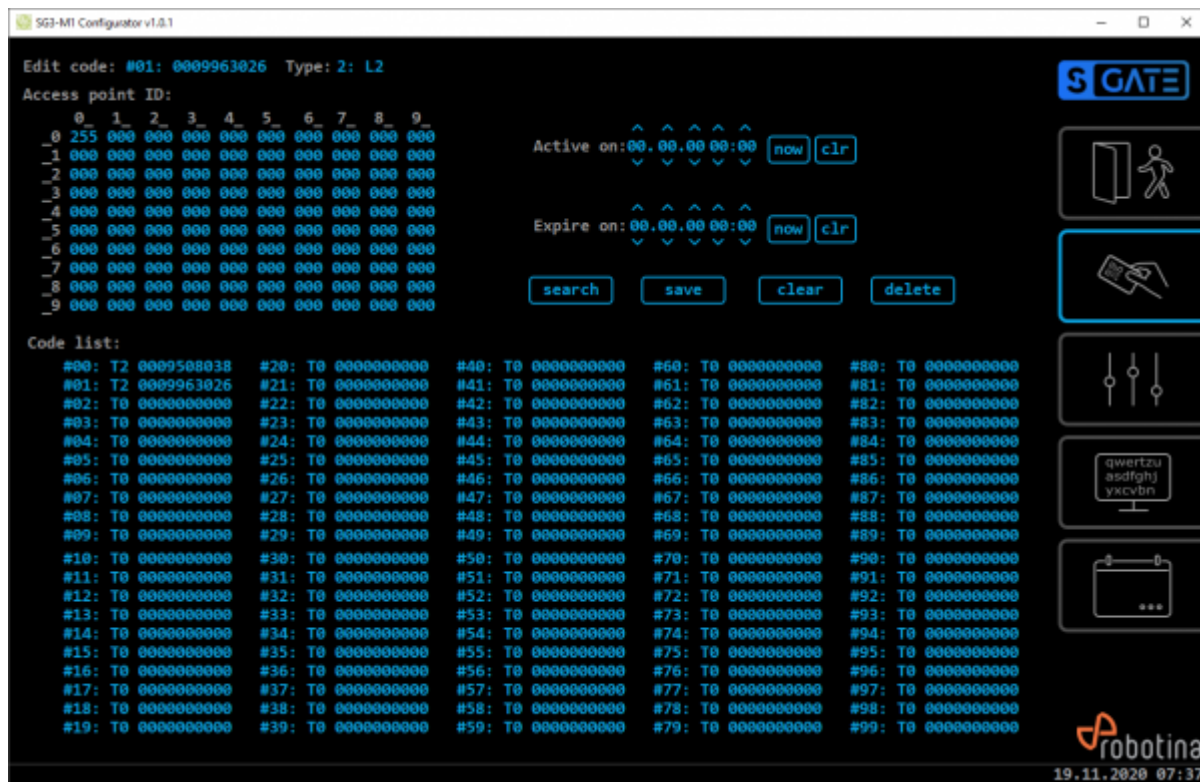 SG3-M1 Configurator v1.0.1
Edit code: #01: 0009963026 Type: 2: L2
Access point ID:
0_ 1_ 2_ 3_ 4_ 5_ 6_ 7_ 8_ 9_
_0 255 000 000 000 000 000 000 000 000 000
_1 000 000 000 000 000 000 000 000 000 000
_2 000 000 000 000 000 000 000 000 000 000
_3 000 000 000 000 000 000 000 000 000 000
_4 000 000 000 000 000 000 000 000 000 000
_5 000 000 000 000 000 000 000 000 000 000
_6 000 000 000 000 000 000 000 000 000 000
_7 000 000 000 000 000 000 000 000 000 000
_8 000 000 000 000 000 000 000 000 000 000
_9 000 000 000 000 000 000 000 000 000 000
Active on: 00.00.00 00:00 now clr
Expire on: 00.00.00 00:00 now clr
search save clear delete
Code list:
#00: T2 0009508038 #20: T0 0000000000 #40: T0 0000000000 #60: T0 0000000000 #80: T0 0000000000
#01: T2 0009963026 #21: T0 0000000000 #41: T0 0000000000 #61: T0 0000000000 #81: T0 0000000000
#02: T0 0000000000 #22: T0 0000000000 #42: T0 0000000000 #62: T0 0000000000 #82: T0 0000000000
#03: T0 0000000000 #23: T0 0000000000 #43: T0 0000000000 #63: T0 0000000000 #83: T0 0000000000
#04: T0 0000000000 #24: T0 0000000000 #44: T0 0000000000 #64: T0 0000000000 #84: T0 0000000000
#05: T0 0000000000 #25: T0 0000000000 #45: T0 0000000000 #65: T0 0000000000 #85: T0 0000000000
#06: T0 0000000000 #26: T0 0000000000 #46: T0 0000000000 #66: T0 0000000000 #86: T0 0000000000
#07: T0 0000000000 #27: T0 0000000000 #47: T0 0000000000 #67: T0 0000000000 #87: T0 0000000000
#08: T0 0000000000 #28: T0 0000000000 #48: T0 0000000000 #68: T0 0000000000 #88: T0 0000000000
#09: T0 0000000000 #29: T0 0000000000 #49: T0 0000000000 #69: T0 0000000000 #89: T0 0000000000
#10: T0 0000000000 #30: T0 0000000000 #50: T0 0000000000 #70: T0 0000000000 #90: T0 0000000000
#11: T0 0000000000 #31: T0 0000000000 #51: T0 0000000000 #71: T0 0000000000 #91: T0 0000000000
#12: T0 0000000000 #32: T0 0000000000 #52: T0 0000000000 #72: T0 0000000000 #92: T0 0000000000
#13: T0 0000000000 #33: T0 0000000000 #53: T0 0000000000 #73: T0 0000000000 #93: T0 0000000000
#14: T0 0000000000 #34: T0 0000000000 #54: T0 0000000000 #74: T0 0000000000 #94: T0 0000000000
#15: T0 0000000000 #35: T0 0000000000 #55: T0 0000000000 #75: T0 0000000000 #95: T0 0000000000
#16: T0 0000000000 #36: T0 0000000000 #56: T0 0000000000 #76: T0 0000000000 #96: T0 0000000000
#17: T0 0000000000 #37: T0 0000000000 #57: T0 0000000000 #77: T0 0000000000 #97: T0 0000000000
#18: T0 0000000000 #38: T0 0000000000 #58: T0 0000000000 #78: T0 0000000000 #98: T0 0000000000
#19: T0 0000000000 #39: T0 0000000000 #59: T0 0000000000 #79: T0 0000000000 #99: T0 0000000000
S GATE
qwertzu
asdfghj
yxcvbn
robotina
19.11.2020 07:37